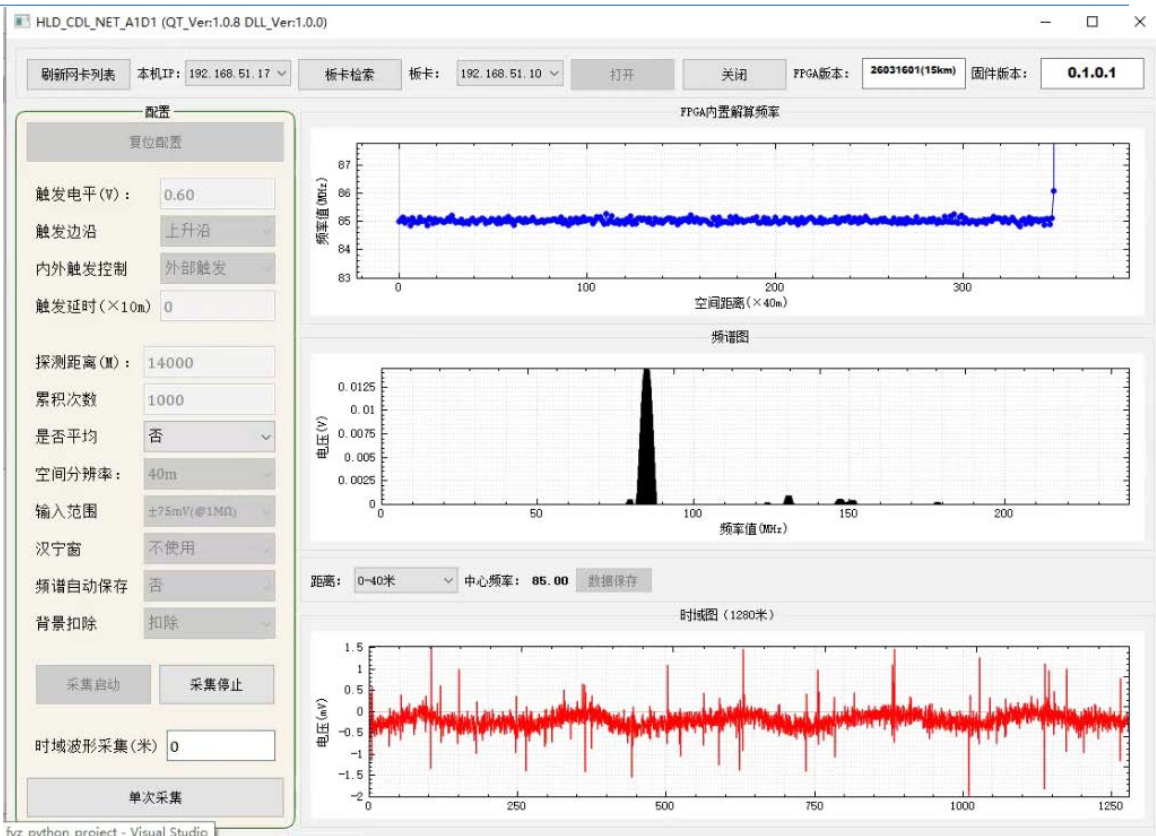 HLD_CDL_NET_A1D1 (QT_Ver:1.0.8 DLL_Ver:1.0.0)
刷新网卡列表 本机IP: 192.168.51.17 板卡检索 板卡: 192.168.51.10 打开 关闭 FPGA版本: 26031601(15km) 固件版本: 0.1.0.1
配置
复位配置
触发电平(V): 0.60
触发边沿 上升沿
内外触发控制 外部触发
触发延时(×10m) 0
探测距离(M): 14000
累积次数 1000
是否平均 否
空间分辨率: 40m
输入范围 ±75mV(@1MΩ)
汉宁窗 不使用
频谱自动保存 否
背景扣除 扣除
采集启动 采集停止
时域波形采集(米) 0
单次采集
fyz_python_project - Visual Studio
FPGA内置解算频率
频率值(MHz)
87
86
85
84
83
0 100 200 300
空间距离(×40m)
频谱图
电压(V)
0.0125
0.01
0.0075
0.005
0.0025
0
0 50 100 150 200
频率值(MHz)
距离: 0-40米 中心频率: 85.00 数据保存
时域图（1280米）
电压(mV)
1.5
1
0.5
0
-0.5
-1
-1.5
-2
0 250 500 750 1000 1250